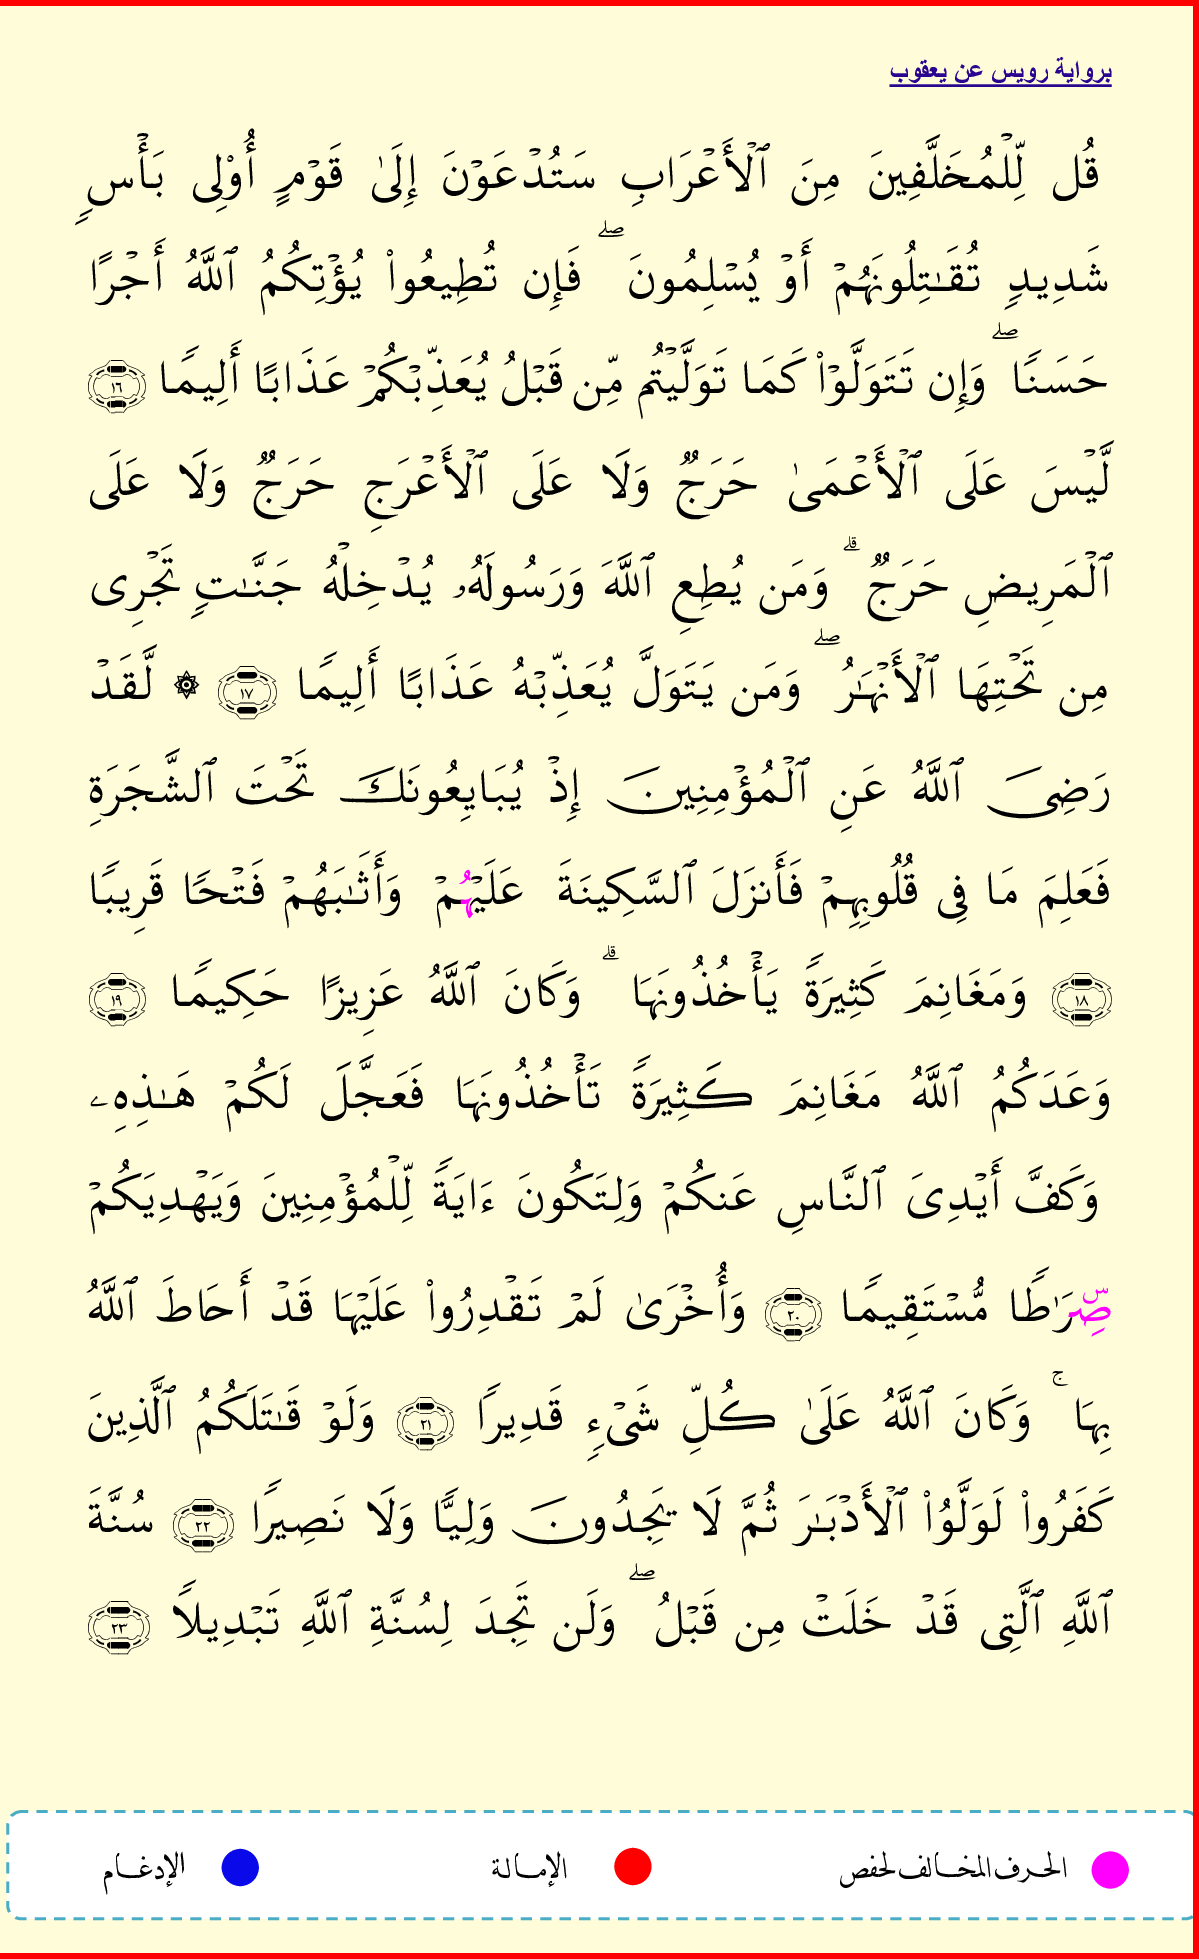 برواية رويس عن يعقوب
قُل لِّلْمُخَلَّفِينَ مِنَ ٱلْأَعْرَابِ سَتُدْعَوْنَ إِلَىٰ قَوْمٍ أُوْلِى بَأْسٍ
شَدِيدٍ تُقَـٰتِلُونَهُمْ أَوْ يُسْلِمُونَ ۖ فَإِن تُطِيعُوا۟ يُؤْتِكُمُ ٱللَّهُ أَجْرًا
حَسَنًا ۖ وَإِن تَتَوَلَّوْا۟ كَمَا تَوَلَّيْتُم مِّن قَبْلُ يُعَذِّبْكُمْ عَذَابًا أَلِيمًا ١٦
لَّيْسَ عَلَى ٱلْأَعْمَىٰ حَرَجٌ وَلَا عَلَى ٱلْأَعْرَجِ حَرَجٌ وَلَا عَلَى
ٱلْمَرِيضِ حَرَجٌ ۗ وَمَن يُطِعِ ٱللَّهَ وَرَسُولَهُۥ يُدْخِلْهُ جَنَّـٰتٍ تَجْرِى
مِن تَحْتِهَا ٱلْأَنْهَـٰرُ ۖ وَمَن يَتَوَلَّ يُعَذِّبْهُ عَذَابًا أَلِيمًا ١٧ ۞ لَّقَدْ
رَضِىَ ٱللَّهُ عَنِ ٱلْمُؤْمِنِينَ إِذْ يُبَايِعُونَكَ تَحْتَ ٱلشَّجَرَةِ
فَعَلِمَ مَا فِى قُلُوبِهِمْ فَأَنزَلَ ٱلسَّكِينَةَ عَلَيْهُمْ وَأَثَـٰبَهُمْ فَتْحًا قَرِيبًا
١٨ وَمَغَانِمَ كَثِيرَةً يَأْخُذُونَهَا ۗ وَكَانَ ٱللَّهُ عَزِيزًا حَكِيمًا ١٩
وَعَدَكُمُ ٱللَّهُ مَغَانِمَ كَثِيرَةً تَأْخُذُونَهَا فَعَجَّلَ لَكُمْ هَـٰذِهِۦ
وَكَفَّ أَيْدِىَ ٱلنَّاسِ عَنكُمْ وَلِتَكُونَ ءَايَةً لِّلْمُؤْمِنِينَ وَيَهْدِيَكُمْ
صِّرَٰطًا مُّسْتَقِيمًا ٢٠ وَأُخْرَىٰ لَمْ تَقْدِرُوا۟ عَلَيْهَا قَدْ أَحَاطَ ٱللَّهُ
بِهَا ۚ وَكَانَ ٱللَّهُ عَلَىٰ كُلِّ شَىْءٍ قَدِيرًا ٢١ وَلَوْ قَـٰتَلَكُمُ ٱلَّذِينَ
كَفَرُوا۟ لَوَلَّوُا۟ ٱلْأَدْبَـٰرَ ثُمَّ لَا يَجِدُونَ وَلِيًّا وَلَا نَصِيرًا ٢٢ سُنَّةَ
ٱللَّهِ ٱلَّتِى قَدْ خَلَتْ مِن قَبْلُ ۖ وَلَن تَجِدَ لِسُنَّةِ ٱللَّهِ تَبْدِيلًا ٢٣
الحرف المخالف لحفص الإمالة الإدغام